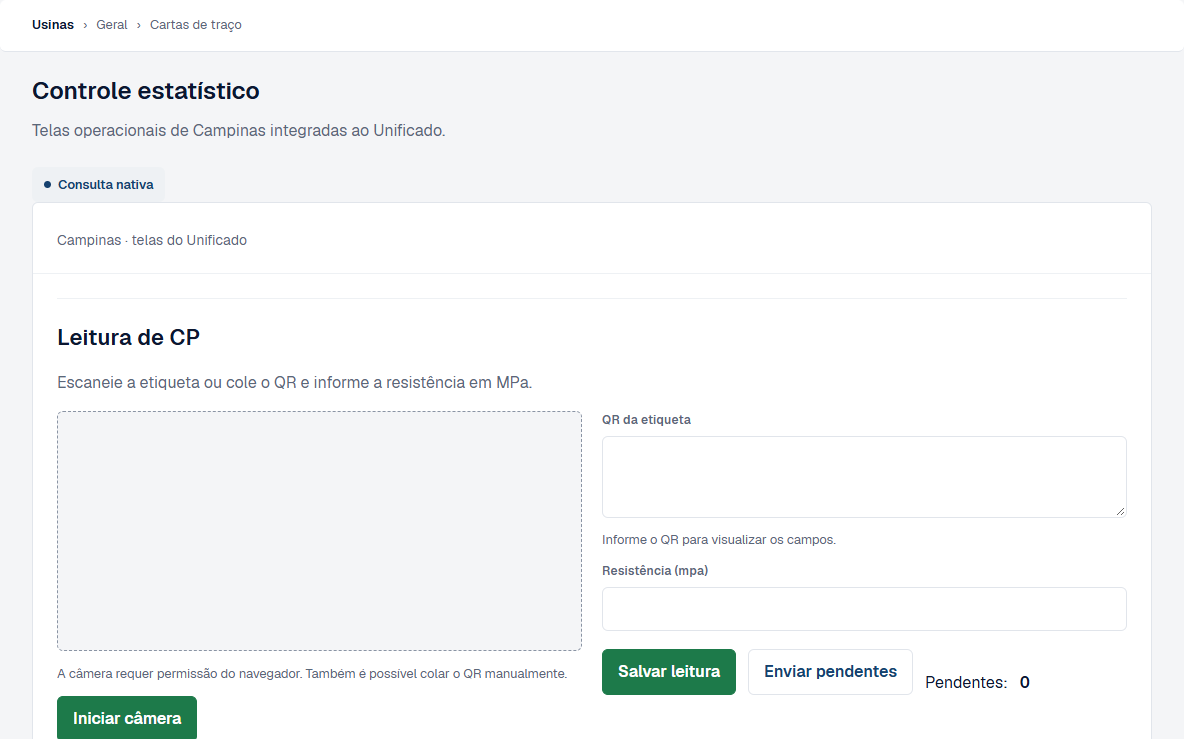 Usinas › Geral › Cartas de traço
Controle estatístico
Telas operacionais de Campinas integradas ao Unificado.
Consulta nativa
Campinas · telas do Unificado
Leitura de CP
Escaneie a etiqueta ou cole o QR e informe a resistência em MPa.
A câmera requer permissão do navegador. Também é possível colar o QR manualmente.
Iniciar câmera
QR da etiqueta
Informe o QR para visualizar os campos.
Resistência (mpa)
Salvar leitura Enviar pendentes Pendentes: 0